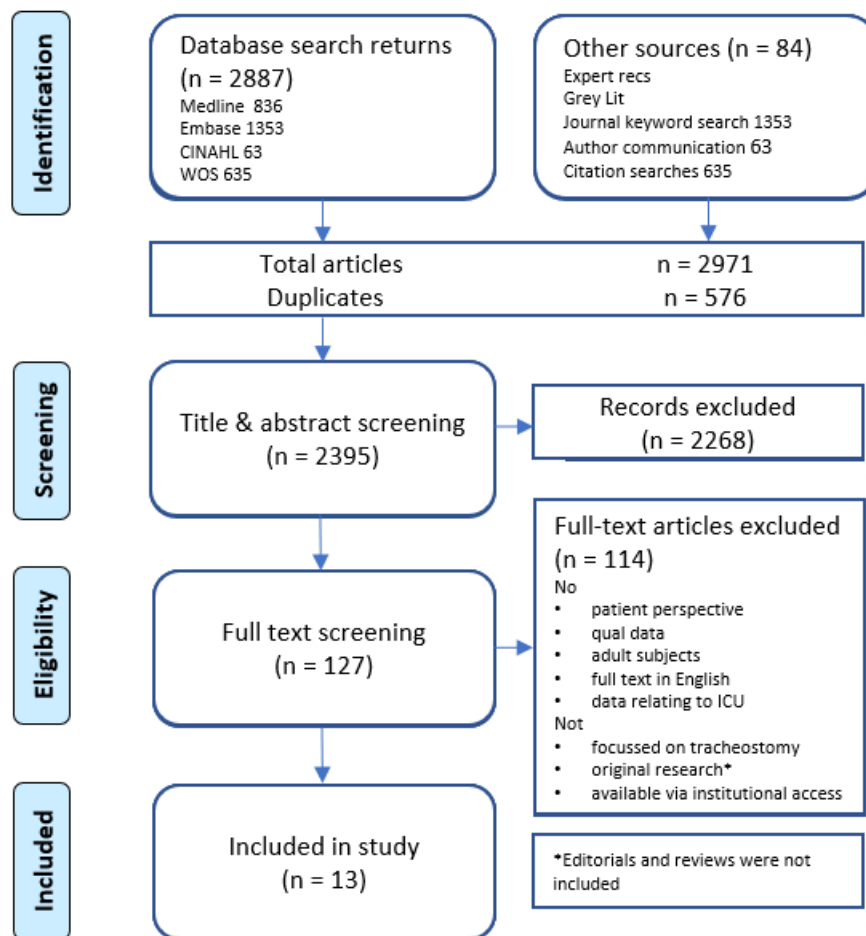 Identification
Database search returns
(n = 2887)
Medline 836
Embase 1353
CINAHL 63
WOS 635
Other sources (n = 84)
Expert recs
Grey Lit
Journal keyword search 1353
Author communication 63
Citation searches 635
Total articles n = 2971
Duplicates n = 576
Screening
Title & abstract screening
(n = 2395)
Records excluded
(n = 2268)
Eligibility
Full text screening
(n = 127)
Full-text articles excluded
(n = 114)
No
• patient perspective
• qual data
• adult subjects
• full text in English
• data relating to ICU
Not
• focussed on tracheostomy
• original research*
• available via institutional access
Included
Included in study
(n = 13)
*Editorials and reviews were not
included